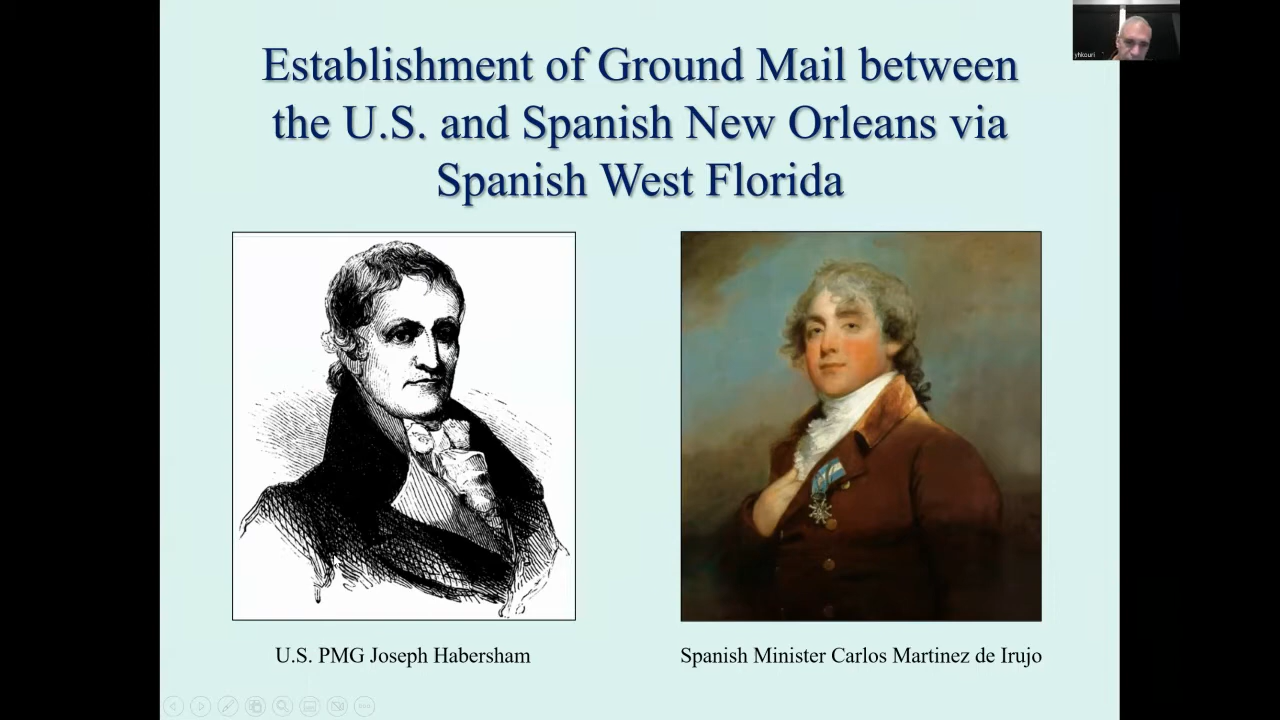 Establishment of Ground Mail between
the U.S. and Spanish New Orleans via
Spanish West Florida
yhkouri
U.S. PMG Joseph Habersham
Spanish Minister Carlos Martinez de Irujo